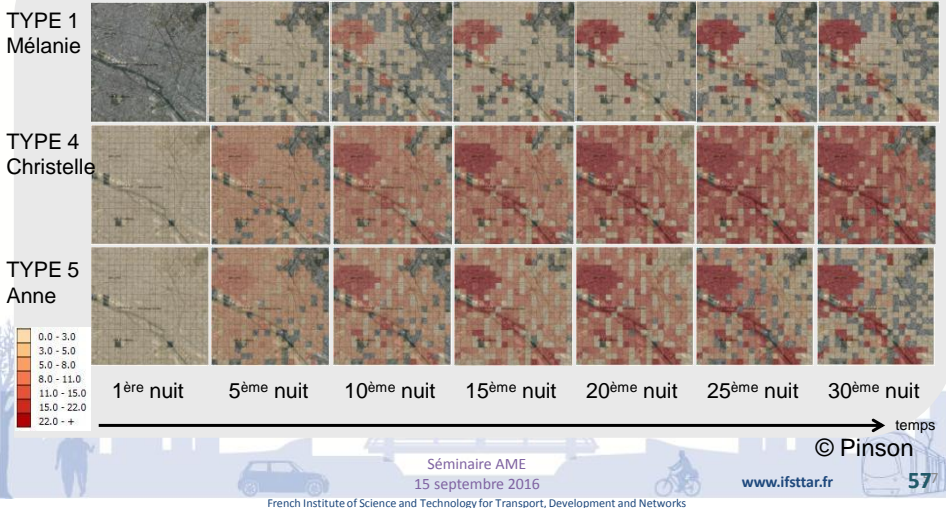 TYPE 1
Mélanie
TYPE 4
Christelle
TYPE 5
Anne
0.0 - 3.0
3.0 - 5.0
5.0 - 8.0
8.0 - 11.0
11.0 - 15.0
15.0 - 22.0
22.0 - +
1ère nuit 5ème nuit 10ème nuit 15ème nuit 20ème nuit 25ème nuit 30ème nuit
temps
© Pinson
Séminaire AME
15 septembre 2016
www.ifsttar.fr
57
French Institute of Science and Technology for Transport, Development and Networks